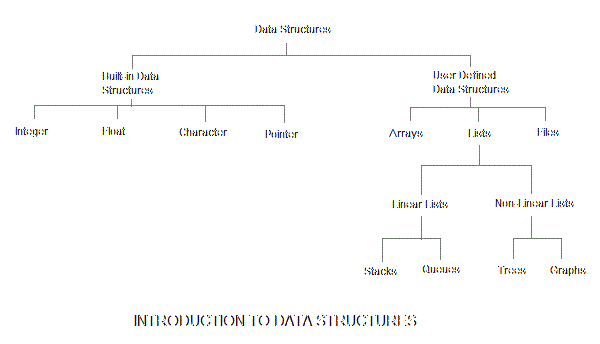 Data Structures
Built-in Data
Structures
User Defined
Data Structures
Integer
Float
Character
Pointer
Arrays
Lists
Files
Linear Lists
Non-Linear Lists
Stacks
Queues
Trees
Graphs
INTRODUCTION TO DATA STRUCTURES